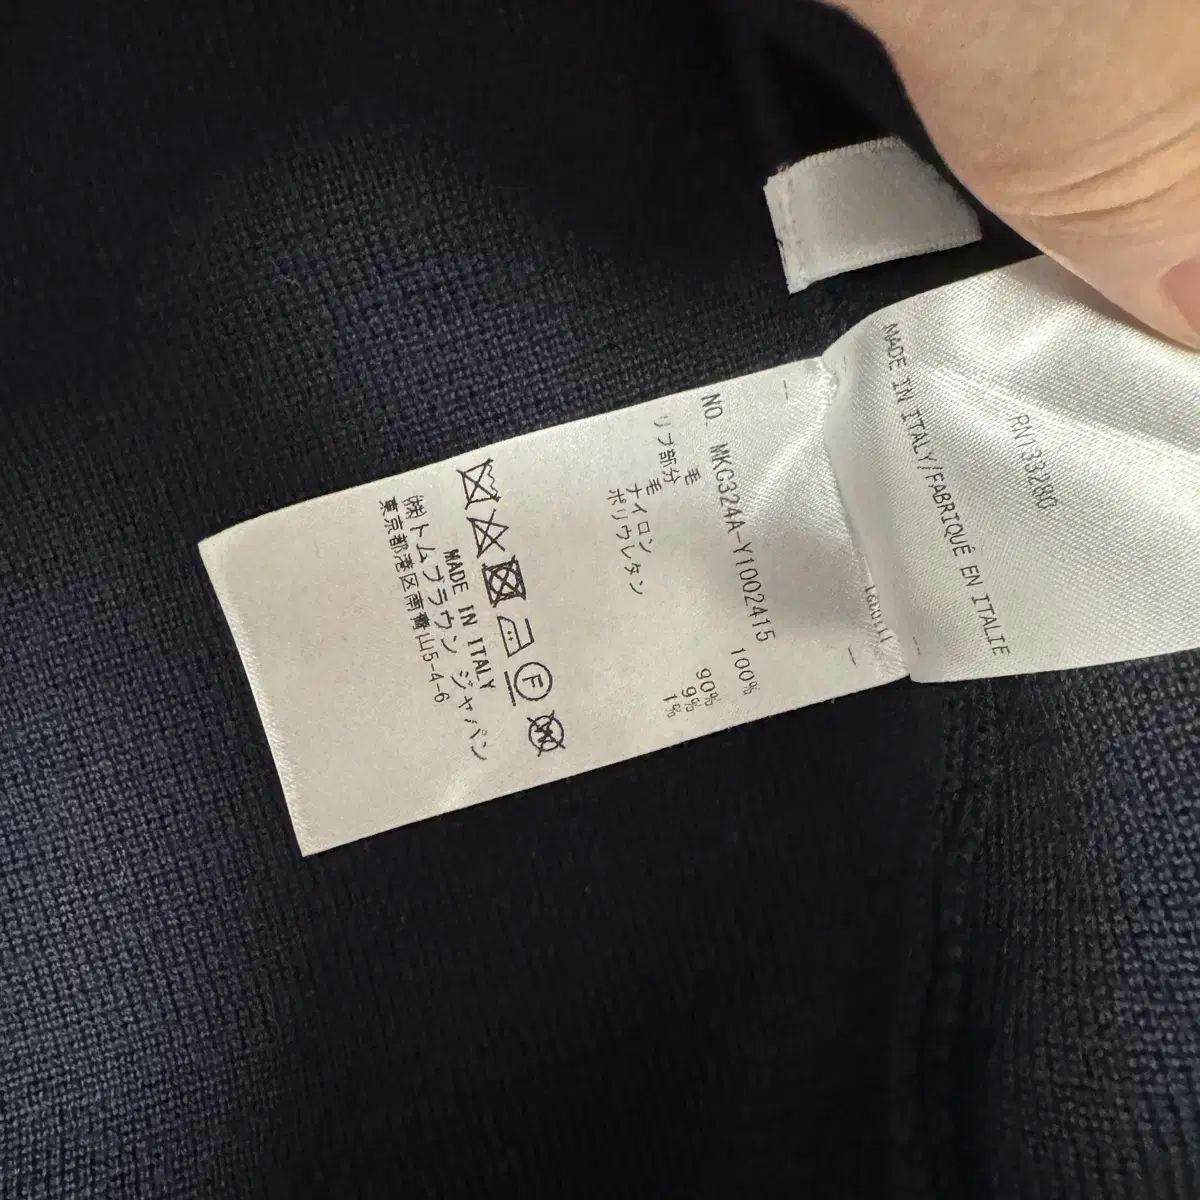 RN133280
MADE IN ITALY/FABRIQUÉ EN ITALIE
NO. MKC324A-Y1002415
毛 100%
リブ部分 毛 90%
ナイロン 9%
ポリウレタン 1%
F
MADE IN ITALY
㈱トムブラウン ジャパン
東京都港区南青山5-4-6